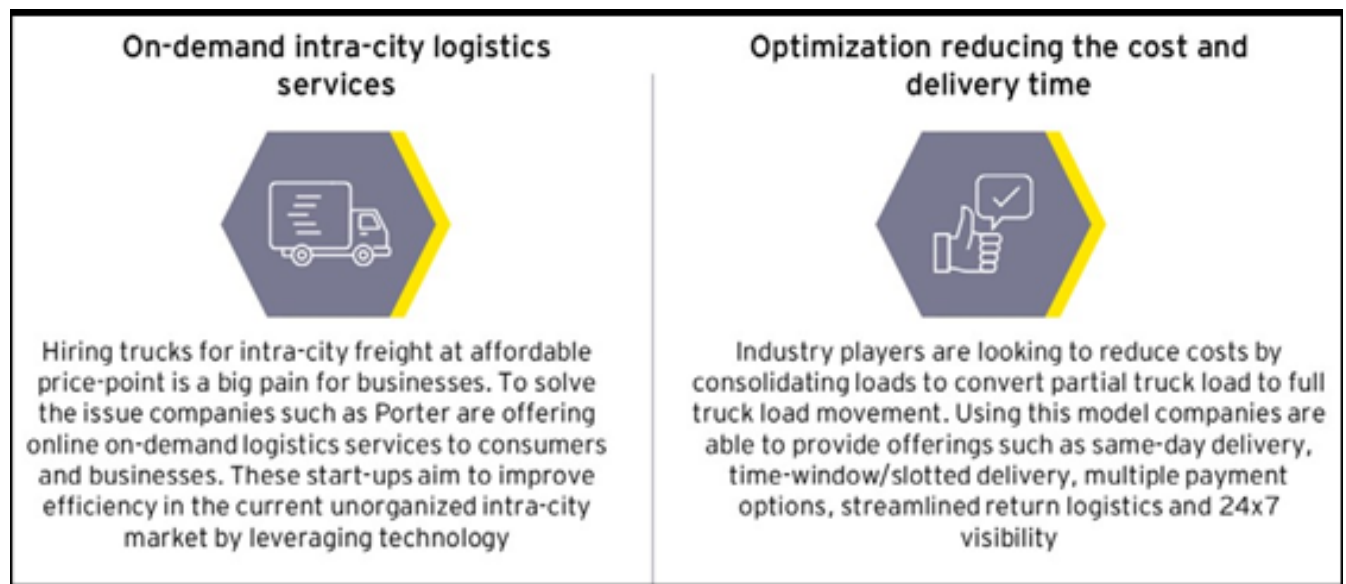 On-demand intra-city logistics
services
Hiring trucks for intra-city freight at affordable
price-point is a big pain for businesses. To solve
the issue companies such as Porter are offering
online on-demand logistics services to consumers
and businesses. These start-ups aim to improve
efficiency in the current unorganized intra-city
market by leveraging technology
Optimization reducing the cost and
delivery time
Industry players are looking to reduce costs by
consolidating loads to convert partial truck load to full
truck load movement. Using this model companies are
able to provide offerings such as same-day delivery,
time-window/slotted delivery, multiple payment
options, streamlined return logistics and 24x7
visibility